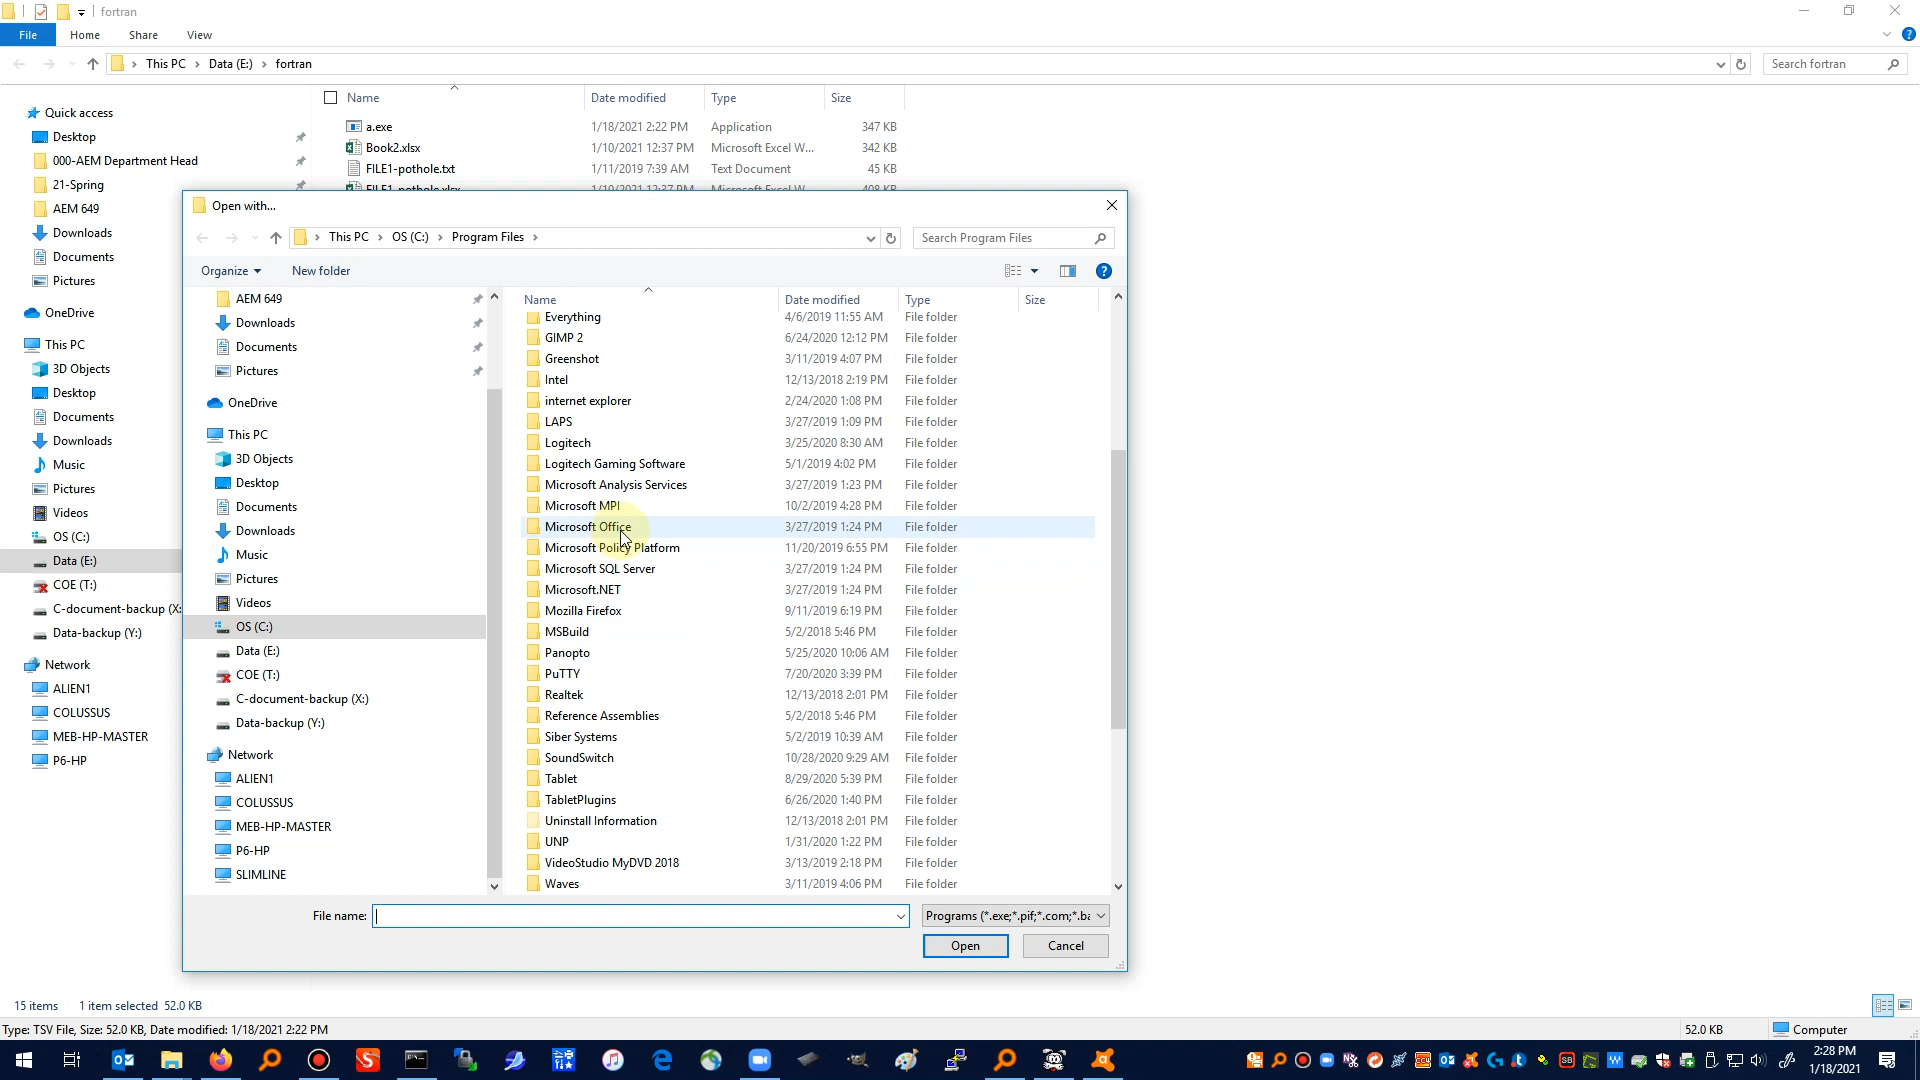 fortran
File
Home
Share
View
This PC
Data (E:)
fortran
Search fortran
Name
Date modified
Type
Size
Quick access
Desktop
000-AEM Department Head
21-Spring
AEM 649
Downloads
Documents
Pictures
OneDrive
This PC
3D Objects
Desktop
Documents
Downloads
Music
Pictures
Videos
OS (C:)
Data (E:)
COE (T:)
C-document-backup (X:
Data-backup (Y:)
Network
ALIEN1
COLUSSUS
MEB-HP-MASTER
P6-HP
a.exe 1/18/2021 2:22 PM Application 347 KB
Book2.xlsx 1/10/2021 12:37 PM Microsoft Excel W... 342 KB
FILE1-pothole.txt 1/11/2019 7:39 AM Text Document 45 KB
FILE1-pothole.xlsx 1/10/2021 12:37 PM Microsoft Excel W... 408 KB
Open with...
This PC
OS (C:)
Program Files
Search Program Files
Organize
New folder
AEM 649
Downloads
Documents
Pictures
OneDrive
This PC
3D Objects
Desktop
Documents
Downloads
Music
Pictures
Videos
OS (C:)
Data (E:)
COE (T:)
C-document-backup (X:)
Data-backup (Y:)
Network
ALIEN1
COLUSSUS
MEB-HP-MASTER
P6-HP
SLIMLINE
Name Date modified Type Size
Everything 4/6/2019 11:55 AM File folder
GIMP 2 6/24/2020 12:12 PM File folder
Greenshot 3/11/2019 4:07 PM File folder
Intel 12/13/2018 2:19 PM File folder
internet explorer 2/24/2020 1:08 PM File folder
LAPS 3/27/2019 1:09 PM File folder
Logitech 3/25/2020 8:30 AM File folder
Logitech Gaming Software 5/1/2019 4:02 PM File folder
Microsoft Analysis Services 3/27/2019 1:23 PM File folder
Microsoft MPI 10/2/2019 4:28 PM File folder
Microsoft Office 3/27/2019 1:24 PM File folder
Microsoft Policy Platform 11/20/2019 6:55 PM File folder
Microsoft SQL Server 3/27/2019 1:24 PM File folder
Microsoft.NET 3/27/2019 1:24 PM File folder
Mozilla Firefox 9/11/2019 6:19 PM File folder
MSBuild 5/2/2018 5:46 PM File folder
Panopto 5/25/2020 10:06 AM File folder
PuTTY 7/20/2020 3:39 PM File folder
Realtek 12/13/2018 2:01 PM File folder
Reference Assemblies 5/2/2018 5:46 PM File folder
Siber Systems 5/2/2019 10:39 AM File folder
SoundSwitch 10/28/2020 9:29 AM File folder
Tablet 8/29/2020 5:39 PM File folder
TabletPlugins 6/26/2020 1:40 PM File folder
Uninstall Information 12/13/2018 2:01 PM File folder
UNP 1/31/2020 1:22 PM File folder
VideoStudio MyDVD 2018 3/13/2019 2:18 PM File folder
Waves 3/11/2019 4:06 PM File folder
File name:
Programs (*.exe;*.pif;*.com;*.ba
Open
Cancel
15 items 1 item selected 52.0 KB
Type: TSV File, Size: 52.0 KB, Date modified: 1/18/2021 2:22 PM
52.0 KB
Computer
2:28 PM
1/18/2021